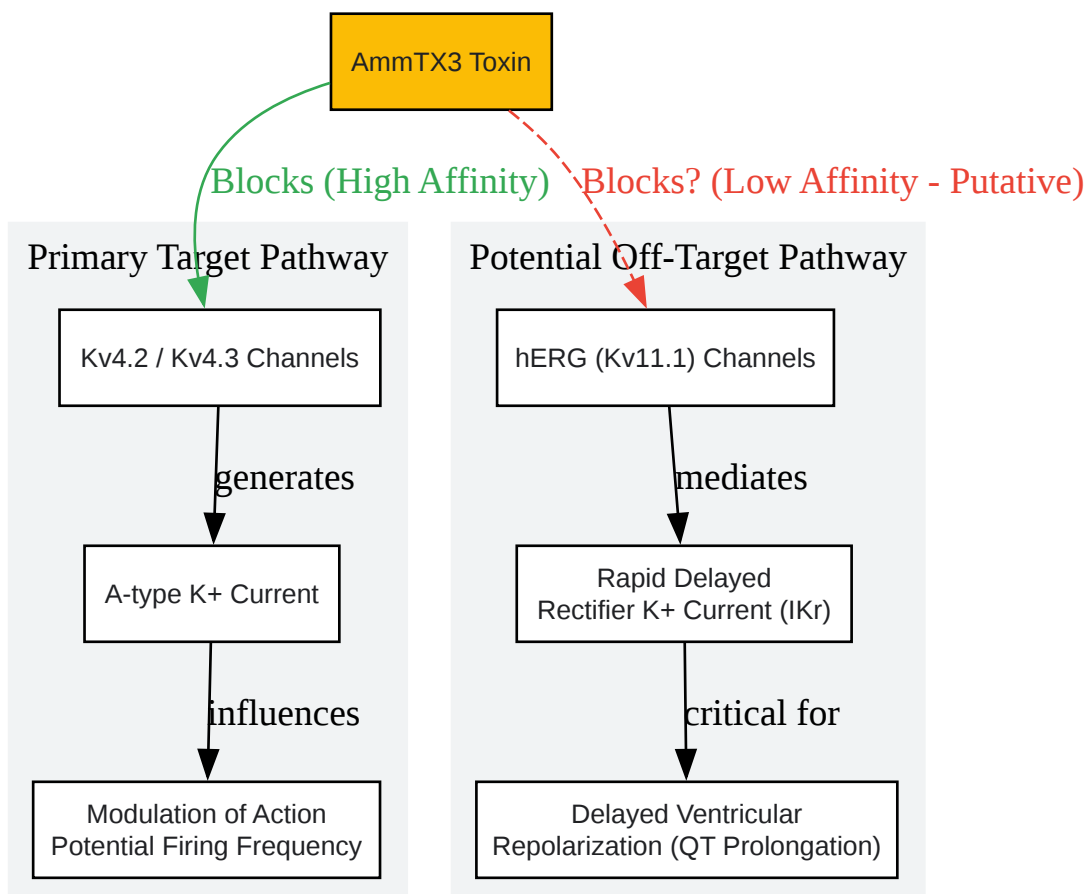 AmmTX3 Toxin
Blocks (High Affinity)
Blocks? (Low Affinity - Putative)
Primary Target Pathway
Potential Off-Target Pathway
Kv4.2 / Kv4.3 Channels
hERG (Kv11.1) Channels
generates
mediates
A-type K+ Current
Rapid Delayed
Rectifier K+ Current (IKr)
influences
critical for
Modulation of Action
Potential Firing Frequency
Delayed Ventricular
Repolarization (QT Prolongation)